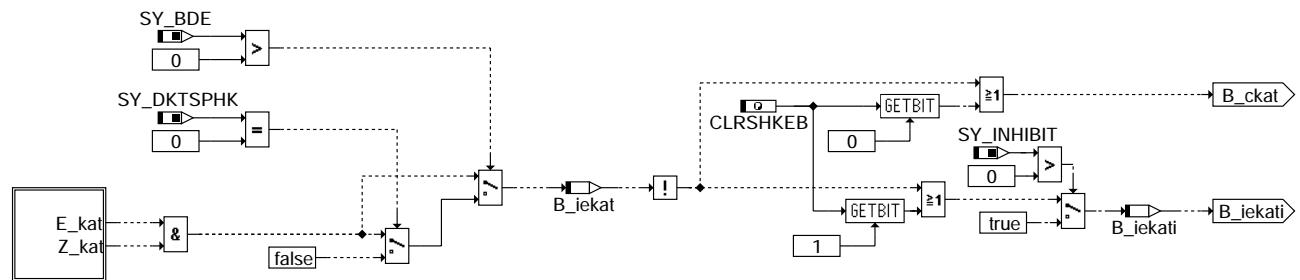 SY_BDE
0
>
SY_DKTSPHK
0
=
E_kat
Z_kat
&
false
B_iekat
!
CLRSHKEB
GETBIT
0
≧1
B_ckat
SY_INHIBIT
0
>
GETBIT
1
≧1
true
B_iekati
B_iekati